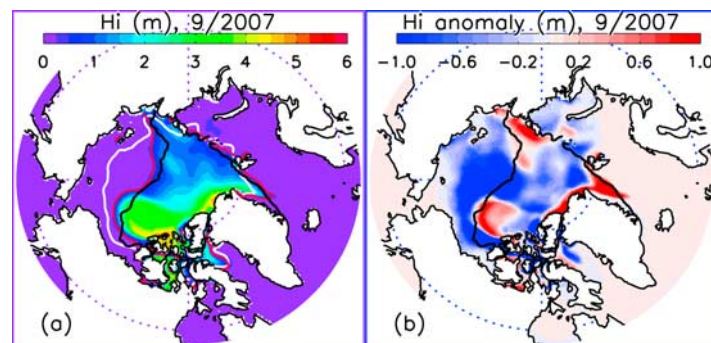 Hi (m), 9/2007
0 1 2 3 4 5 6
(a)
Hi anomaly (m), 9/2007
-1.0 -0.6 -0.2 0.2 0.6 1.0
(b)